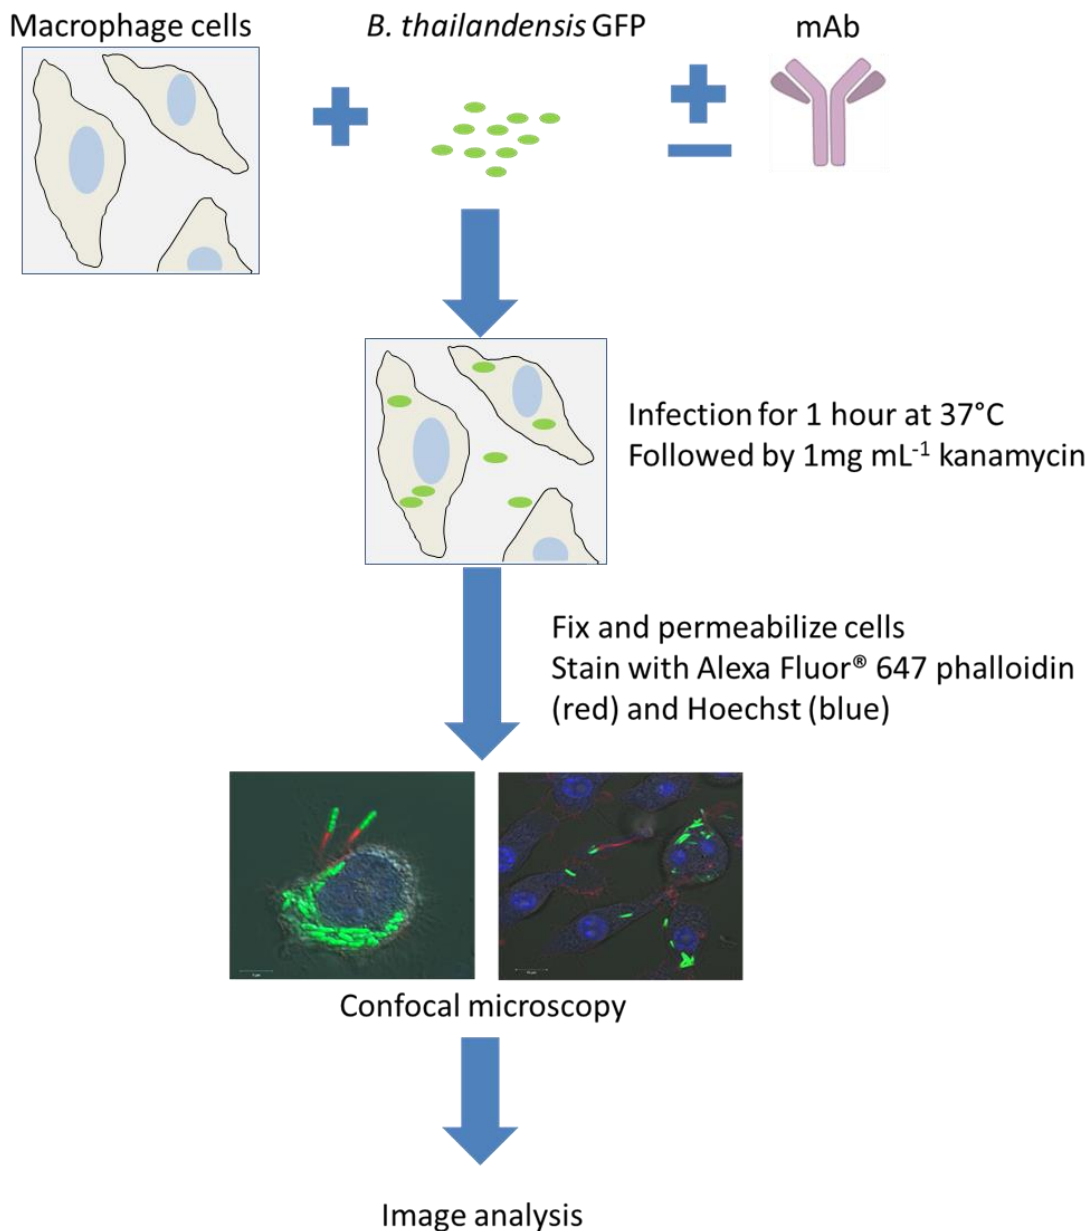 Macrophage cells
B. thailandensis GFP
mAb
Infection for 1 hour at 37°C
Followed by 1mg mL⁻¹ kanamycin
Fix and permeabilize cells
Stain with Alexa Fluor® 647 phalloidin
(red) and Hoechst (blue)
Confocal microscopy
Image analysis